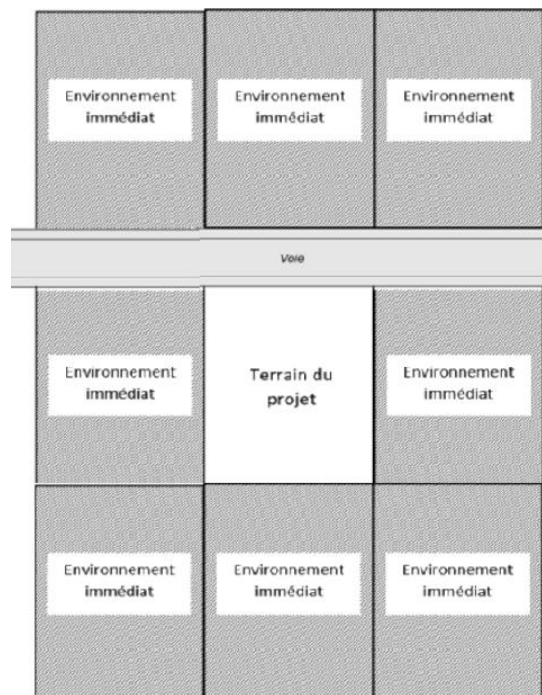 Environnement
immédiat
Environnement
immédiat
Environnement
immédiat
Voie
Environnement
immédiat
Terrain du
projet
Environnement
immédiat
Environnement
immédiat
Environnement
immédiat
Environnement
immédiat